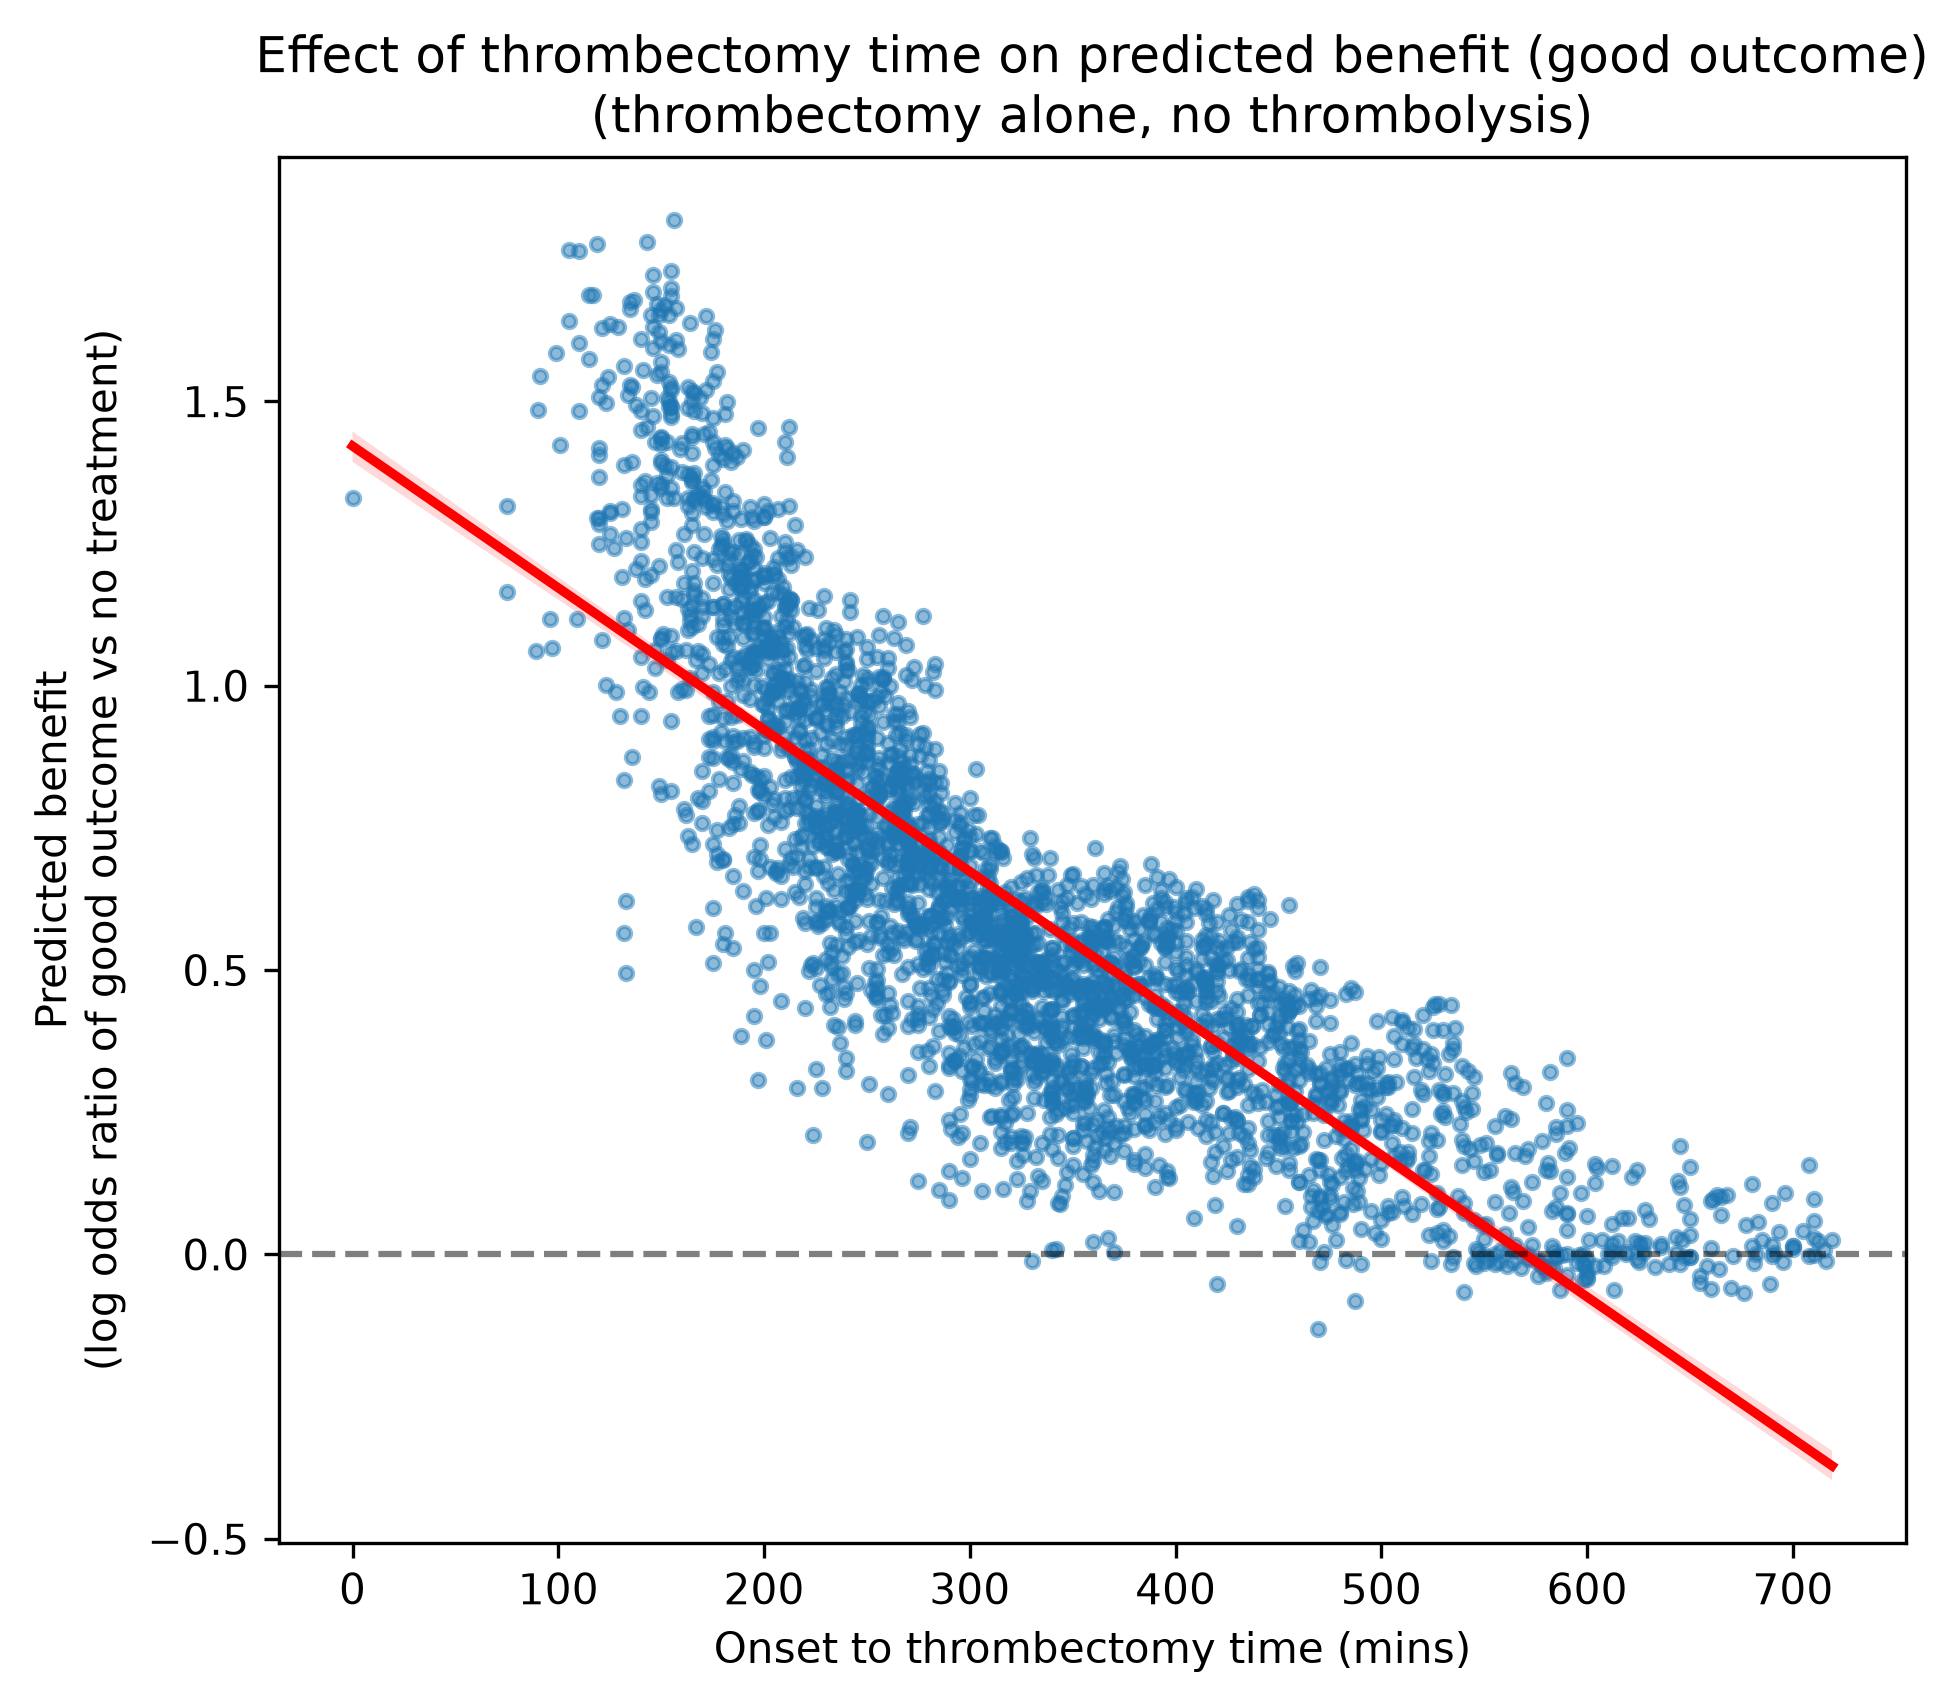 Effect of thrombectomy time on predicted benefit (good outcome)
(thrombectomy alone, no thrombolysis)
Predicted benefit
(log odds ratio of good outcome vs no treatment)
1.5
1.0
0.5
0.0
−0.5
0 100 200 300 400 500 600 700
Onset to thrombectomy time (mins)